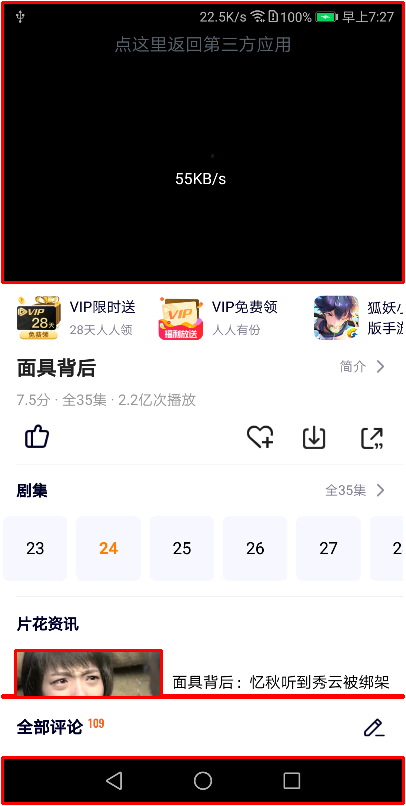 22.5K/s 100% 早上7:27
点这里返回第三方应用
55KB/s
VIP 28天 免费领 VIP限时送 28天人人领
VIP 福利放送 VIP免费领 人人有份
狐妖小
版手游
面具背后 简介
7.5分 · 全35集 · 2.2亿次播放
剧集 全35集
23 24 25 26 27 2
片花资讯
面具背后：忆秋听到秀云被绑架
全部评论 109